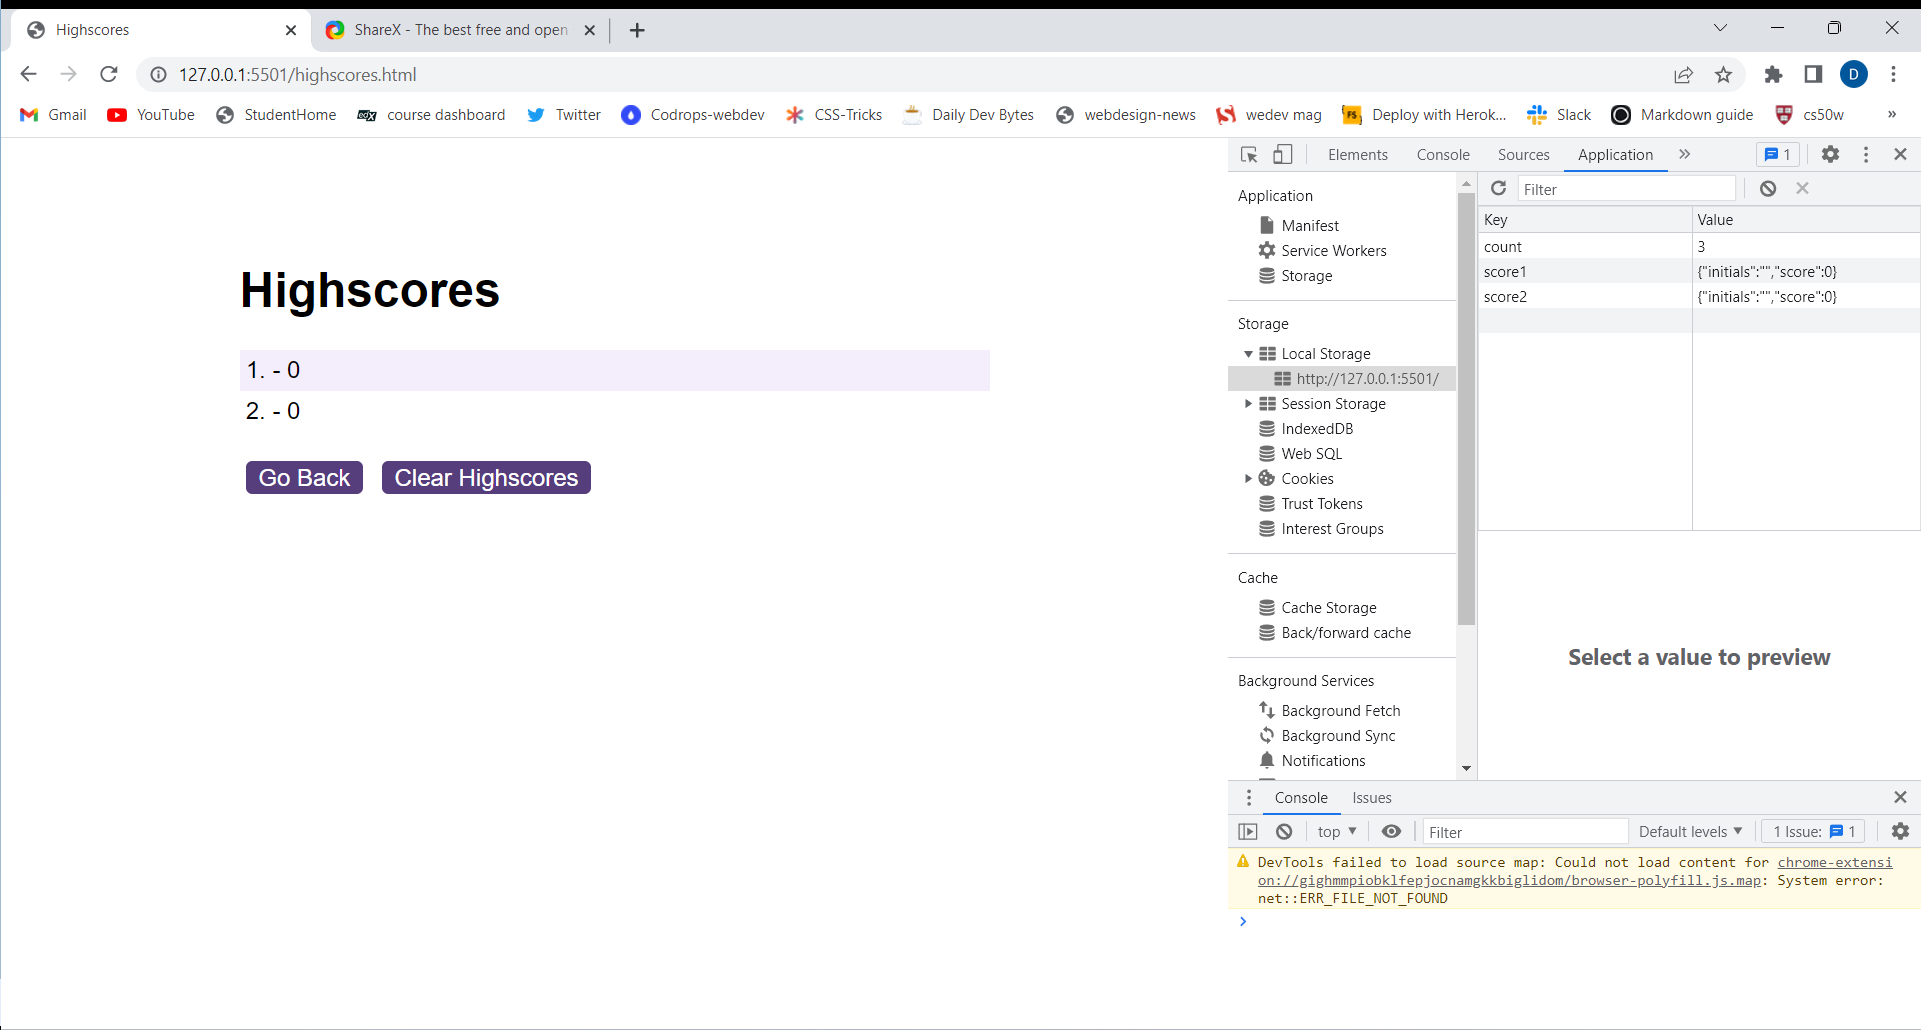 Highscores
ShareX - The best free and open
127.0.0.1:5501/highscores.html
D
Gmail YouTube StudentHome edX course dashboard Twitter Codrops-webdev CSS-Tricks Daily Dev Bytes webdesign-news wedev mag FS Deploy with Herok... Slack Markdown guide cs50w »
Elements Console Sources Application » 1
Highscores
1. - 0
2. - 0
Go Back Clear Highscores
Application
Manifest
Service Workers
Storage
Storage
Local Storage
http://127.0.0.1:5501/
Session Storage
IndexedDB
Web SQL
Cookies
Trust Tokens
Interest Groups
Cache
Cache Storage
Back/forward cache
Background Services
Background Fetch
Background Sync
Notifications
Filter
Key Value
count 3
score1 {"initials":"","score":0}
score2 {"initials":"","score":0}
Select a value to preview
Console Issues
top Filter Default levels 1 Issue: 1
DevTools failed to load source map: Could not load content for chrome-extensi
on://gighmmpiobklfepjocnamgkkbiglidom/browser-polyfill.js.map: System error:
net::ERR_FILE_NOT_FOUND